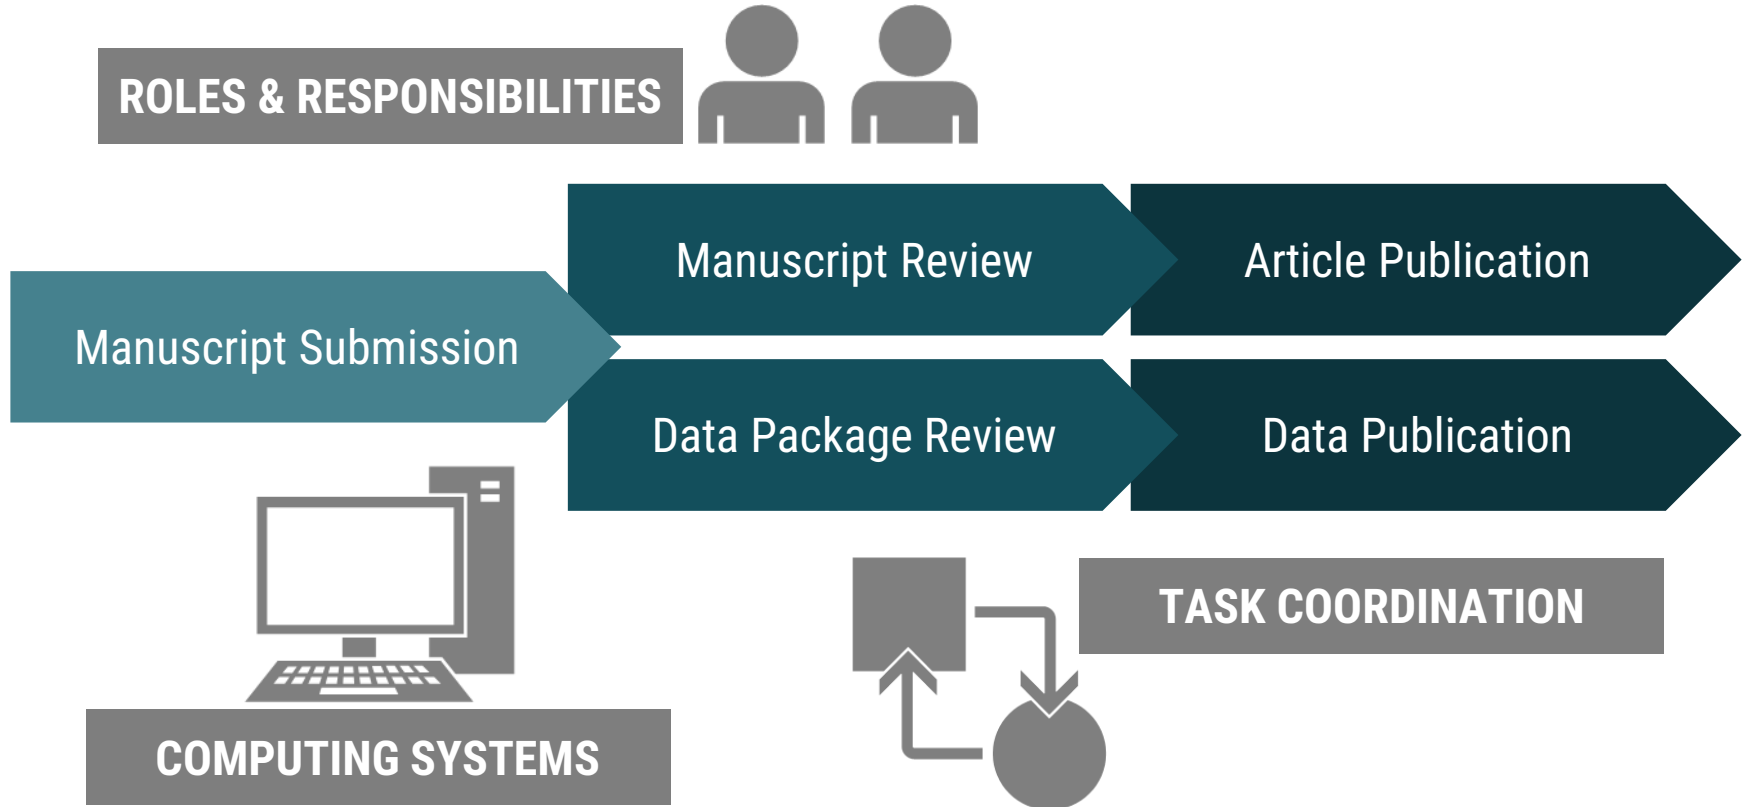 ROLES & RESPONSIBILITIES
Manuscript Review
Article Publication
Manuscript Submission
Data Package Review
Data Publication
TASK COORDINATION
COMPUTING SYSTEMS